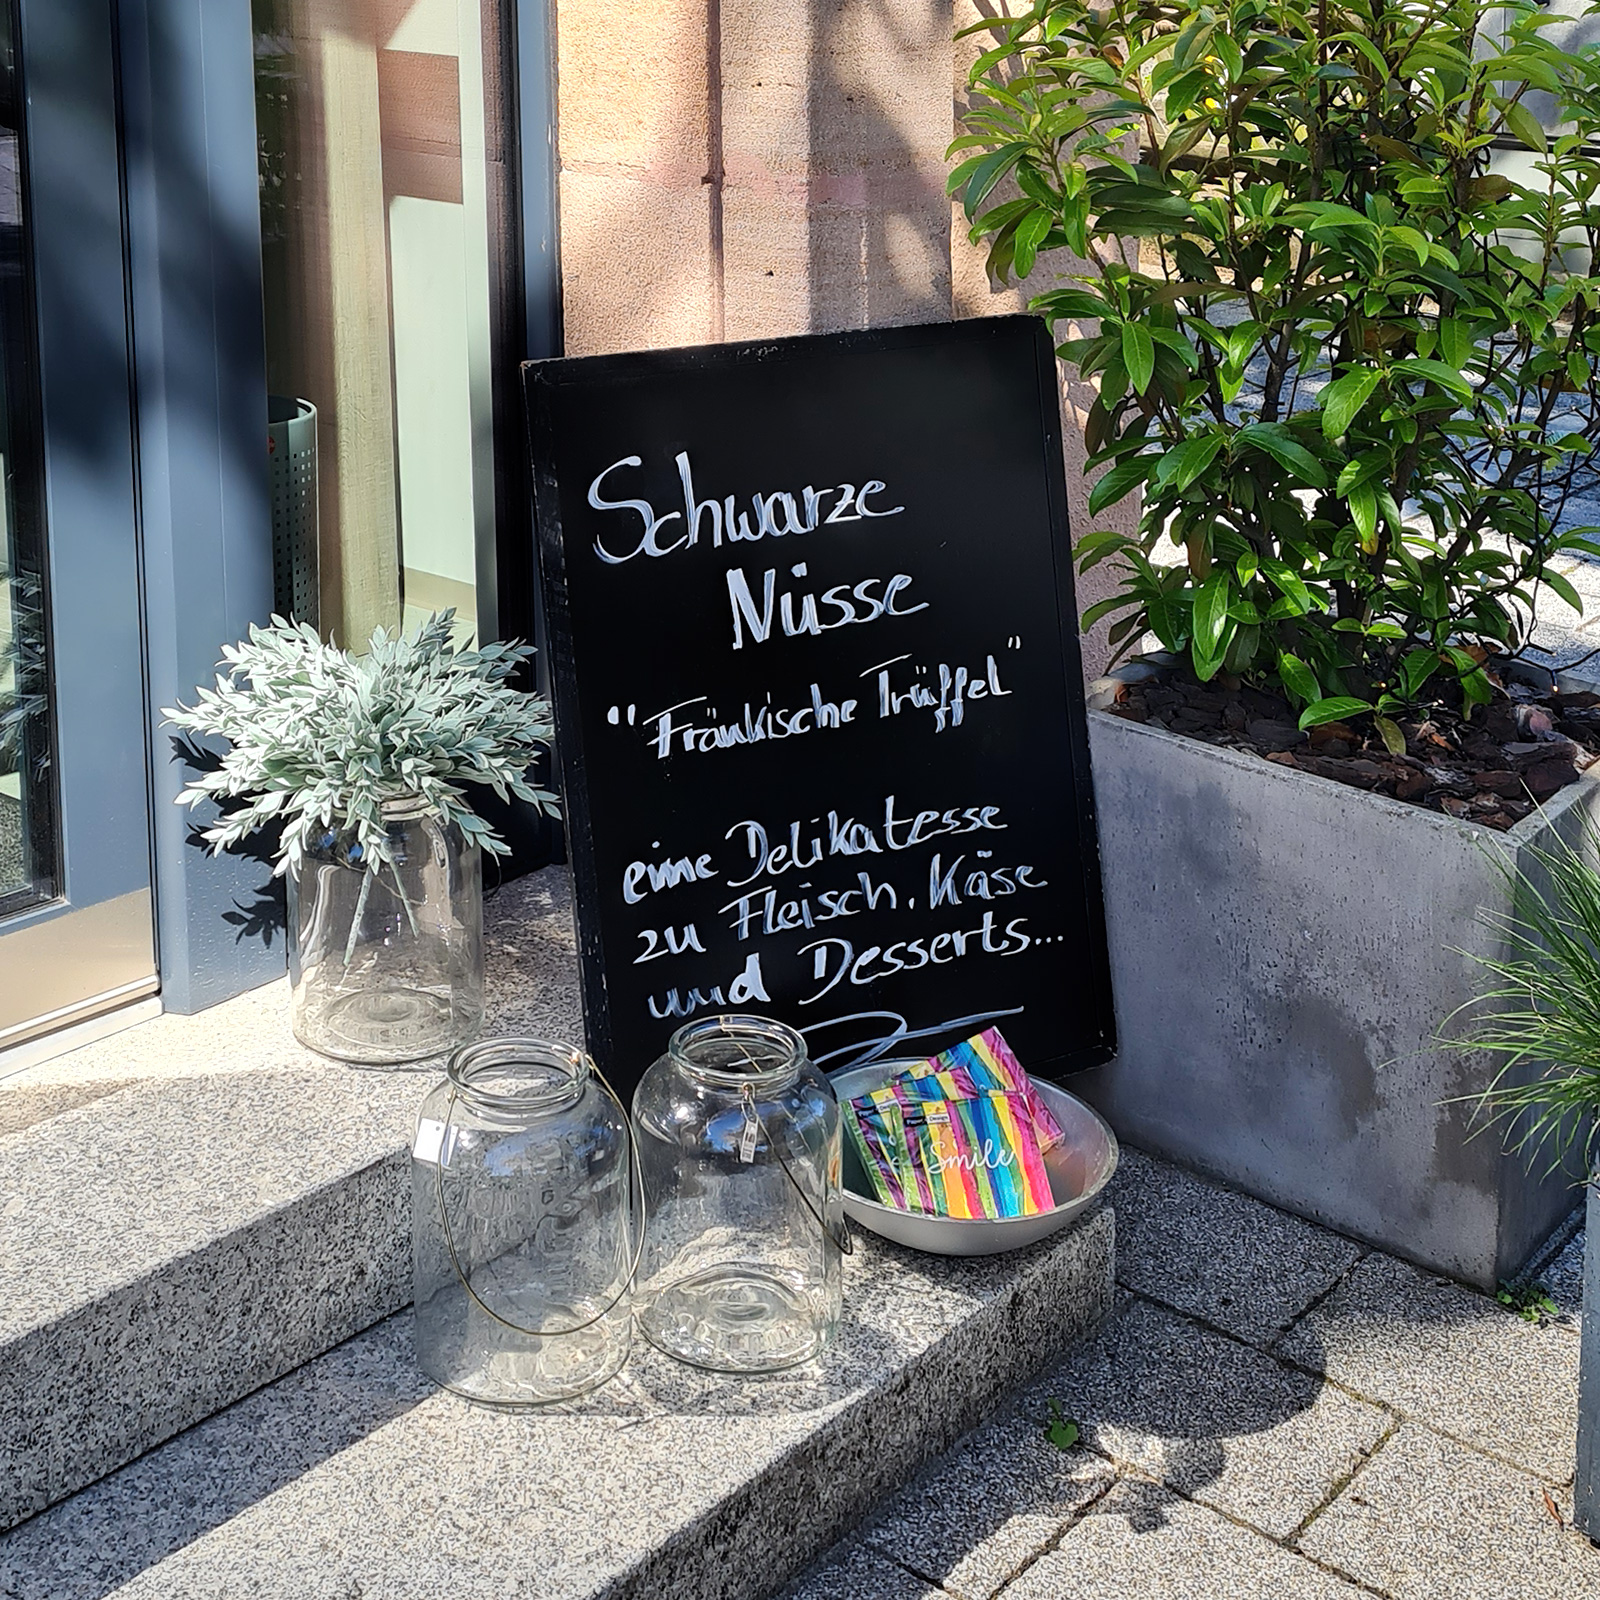 Schwarze
Nüsse
"Fränkische Trüffel"
eine Delikatesse
zu Fleisch, Käse
und Desserts...
Smile